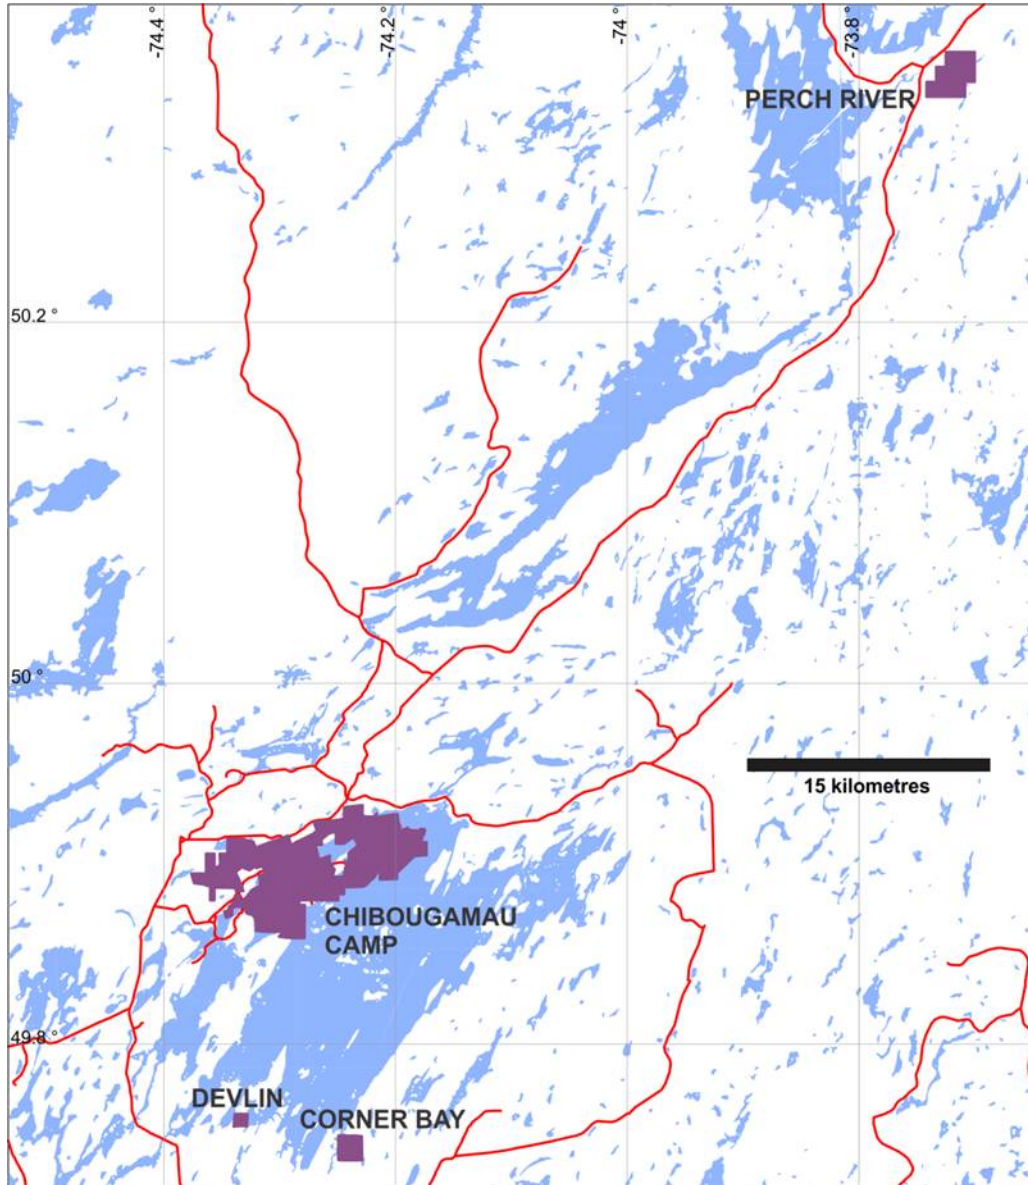 -74.4 °
-74.2 °
-74 °
-73.8 °
PERCH RIVER
50.2 °
50 °
15 kilometres
CHIBOUGAMAU
CAMP
49.8 °
DEVLIN
CORNER BAY